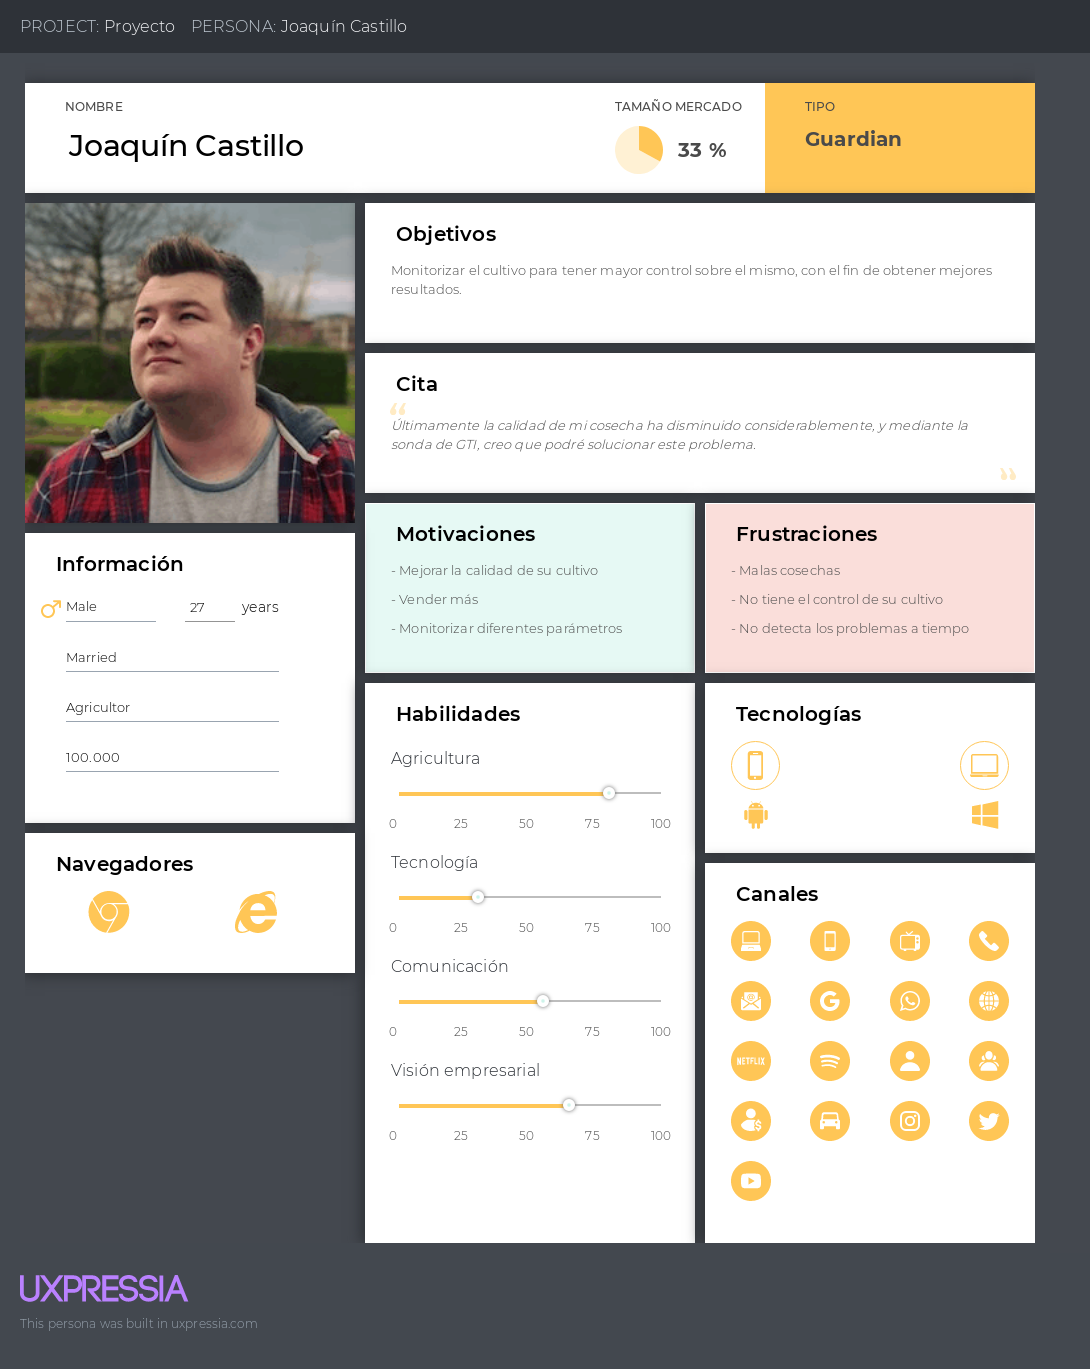 PROJECT: Proyecto PERSONA: Joaquín Castillo
NOMBRE
Joaquín Castillo
TAMAÑO MERCADO
33 %
TIPO
Guardian
Objetivos
Monitorizar el cultivo para tener mayor control sobre el mismo, con el fin de obtener mejores
resultados.
Cita
“
Últimamente la calidad de mi cosecha ha disminuido considerablemente, y mediante la
sonda de GTI, creo que podré solucionar este problema.
”
Información
Male 27 years
Married
Agricultor
100.000
Navegadores
Motivaciones
- Mejorar la calidad de su cultivo
- Vender más
- Monitorizar diferentes parámetros
Frustraciones
- Malas cosechas
- No tiene el control de su cultivo
- No detecta los problemas a tiempo
Habilidades
Agricultura
0 25 50 75 100
Tecnología
0 25 50 75 100
Comunicación
0 25 50 75 100
Visión empresarial
0 25 50 75 100
Tecnologías
Canales
NETFLIX
UXPRESSIA
This persona was built in uxpressia.com